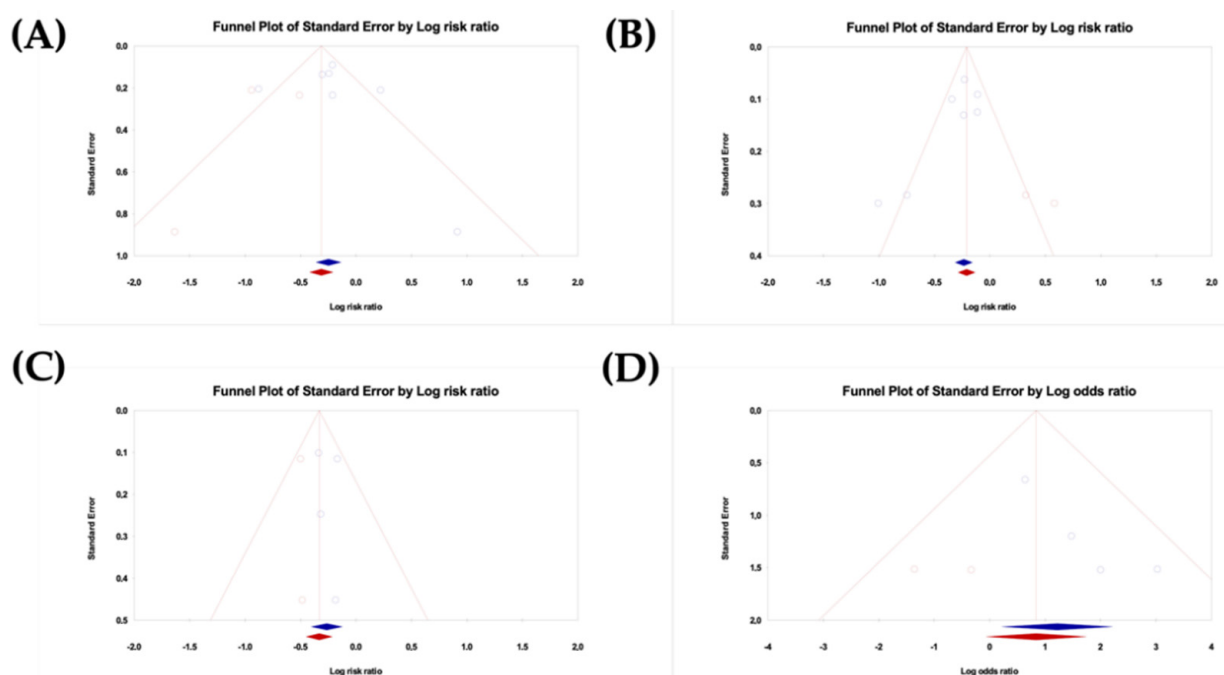 (A)
Funnel Plot of Standard Error by Log risk ratio
Standard Error
0,0
0,2
0,4
0,6
0,8
1,0
-2,0 -1,5 -1,0 -0,5 0,0 0,5 1,0 1,5 2,0
Log risk ratio
(B)
Funnel Plot of Standard Error by Log risk ratio
Standard Error
0,0
0,1
0,2
0,3
0,4
-2,0 -1,5 -1,0 -0,5 0,0 0,5 1,0 1,5 2,0
Log risk ratio
(C)
Funnel Plot of Standard Error by Log risk ratio
Standard Error
0,0
0,1
0,2
0,3
0,4
0,5
-2,0 -1,5 -1,0 -0,5 0,0 0,5 1,0 1,5 2,0
Log risk ratio
(D)
Funnel Plot of Standard Error by Log odds ratio
Standard Error
0,0
0,5
1,0
1,5
2,0
-4 -3 -2 -1 0 1 2 3 4
Log odds ratio